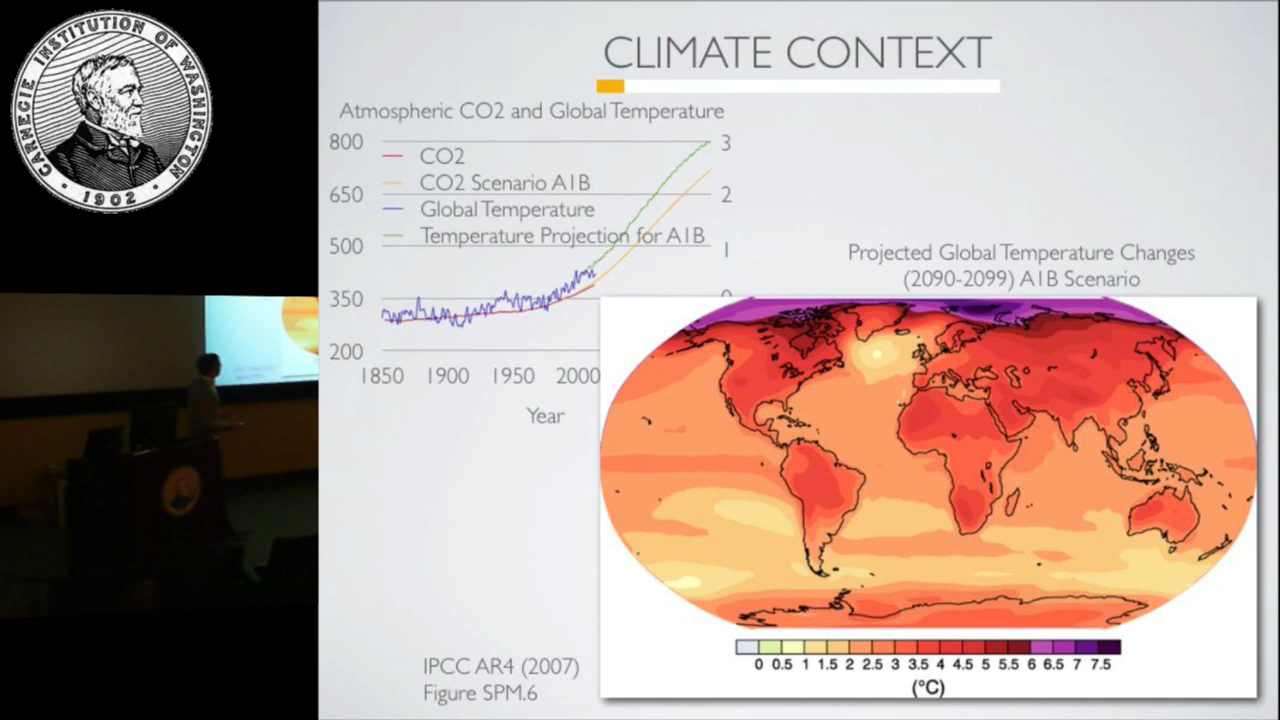 CARNEGIE INSTITUTION OF WASHINGTON
1902
CLIMATE CONTEXT
Atmospheric CO2 and Global Temperature
800
650
500
350
200
CO2
CO2 Scenario A1B
Global Temperature
Temperature Projection for A1B
3
2
1
0
1850 1900 1950 2000
Year
Projected Global Temperature Changes
(2090-2099) A1B Scenario
0 0.5 1 1.5 2 2.5 3 3.5 4 4.5 5 5.5 6 6.5 7 7.5
(°C)
IPCC AR4 (2007)
Figure SPM.6